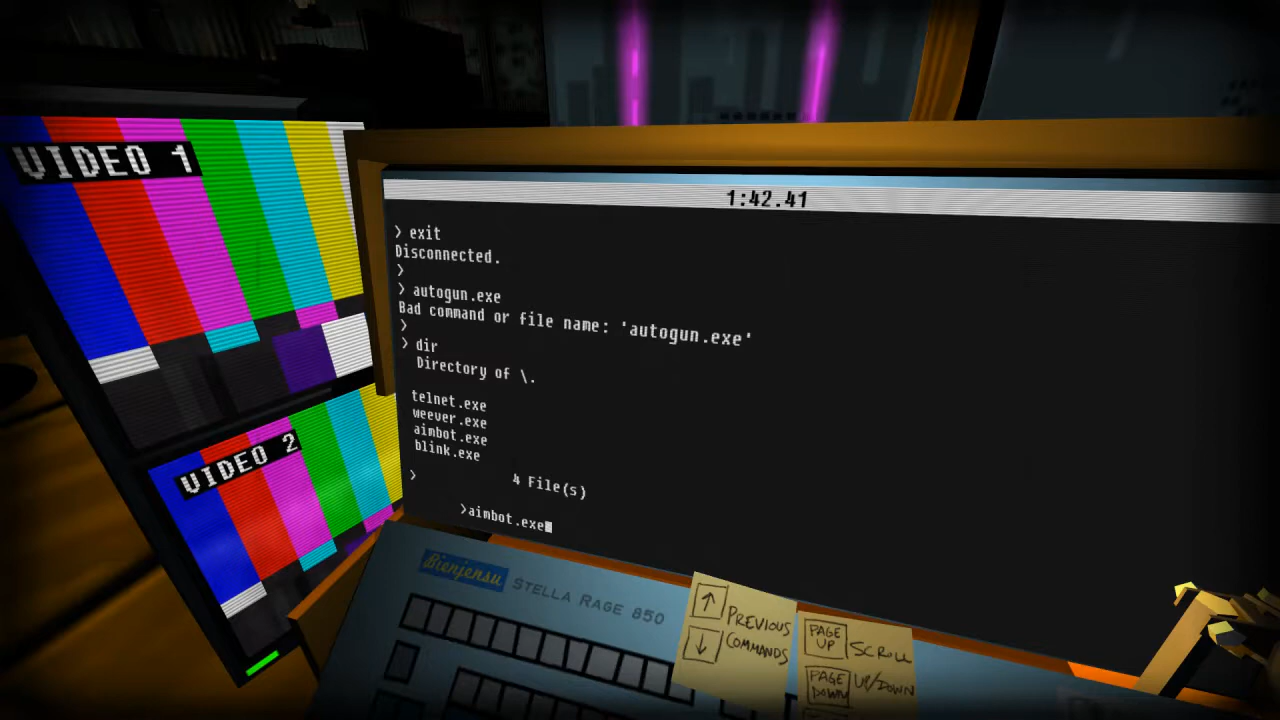 VIDEO 1
VIDEO 2
1:42.41
> exit
Disconnected.
>
> autogun.exe
Bad command or file name: 'autogun.exe'
>
> dir
Directory of \.
telnet.exe
weever.exe
aimbot.exe
blink.exe
4 File(s)
>
>aimbot.exe
Bienjensu STELLA RAGE 850
↑ PREVIOUS
↓ COMMANDS
PAGE UP SCROLL
PAGE DOWN UP/DOWN